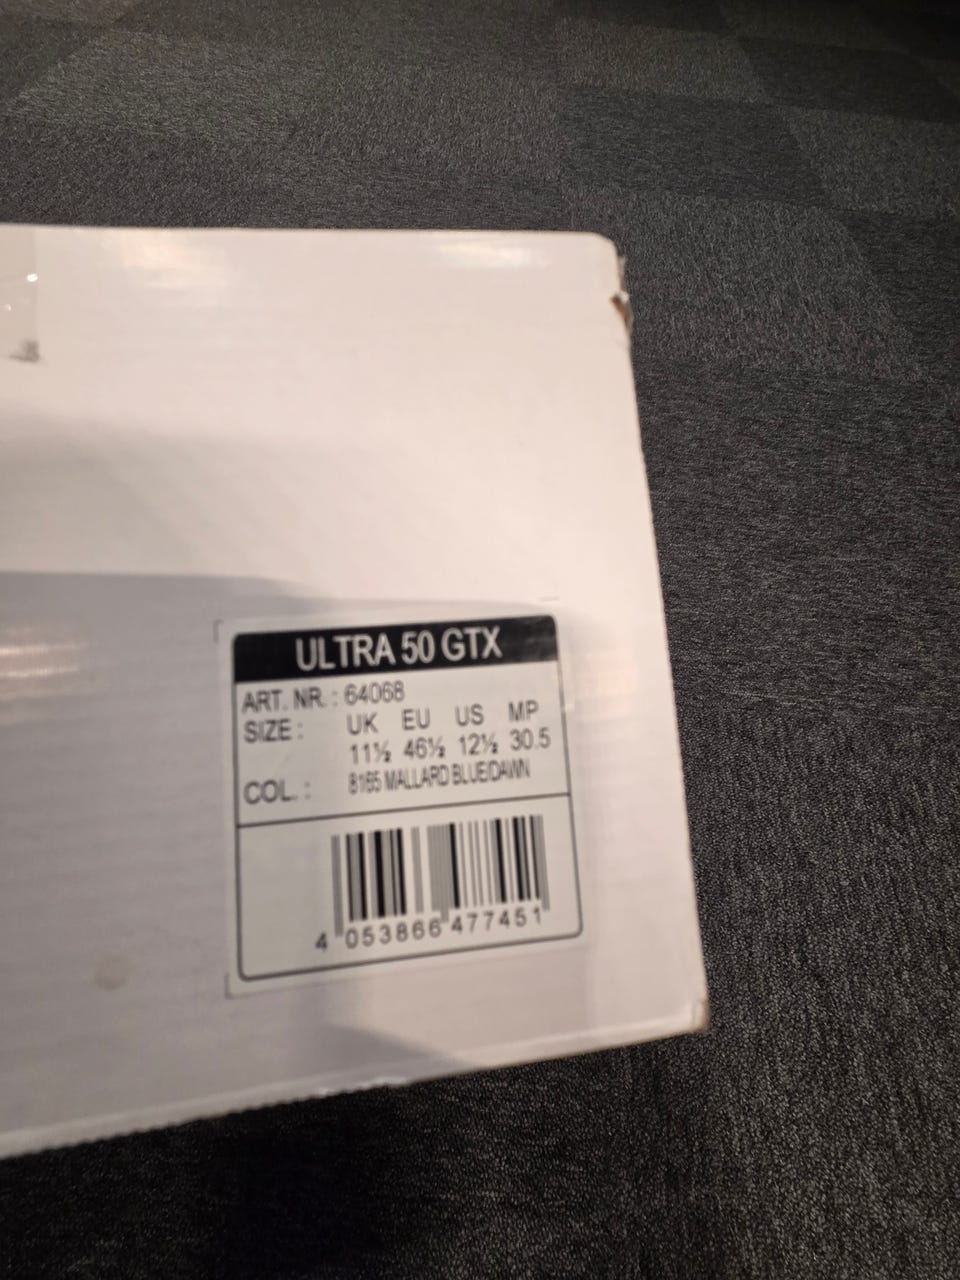 ULTRA 50 GTX
ART. NR. : 64068
SIZE : UK EU US MP
11½ 46½ 12½ 30.5
COL. : 8165 MALLARD BLUE/DAWN
4 053866 477451